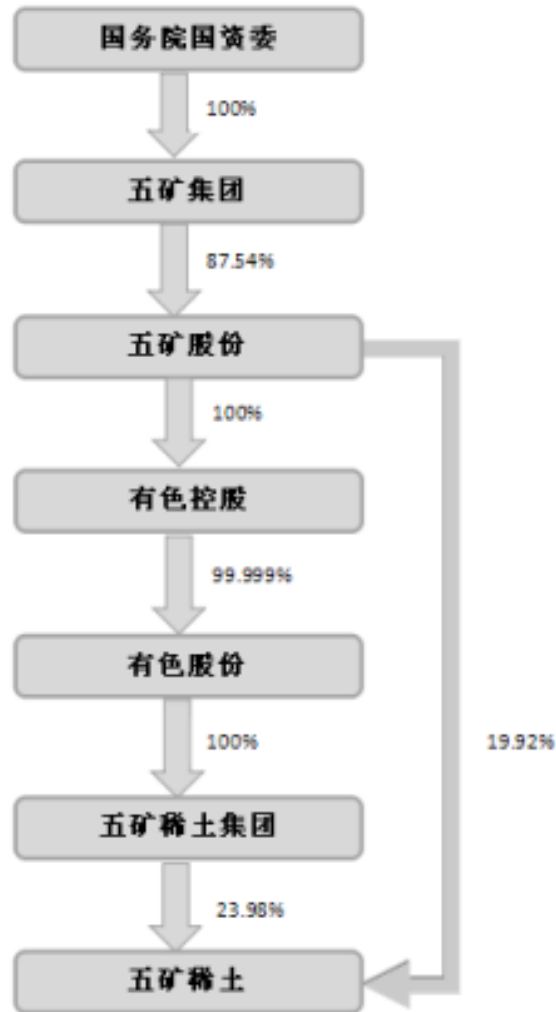 国务院国资委
100%
五矿集团
87.54%
五矿股份
100%
有色控股
99.999%
有色股份
100%
19.92%
五矿稀土集团
23.98%
五矿稀土